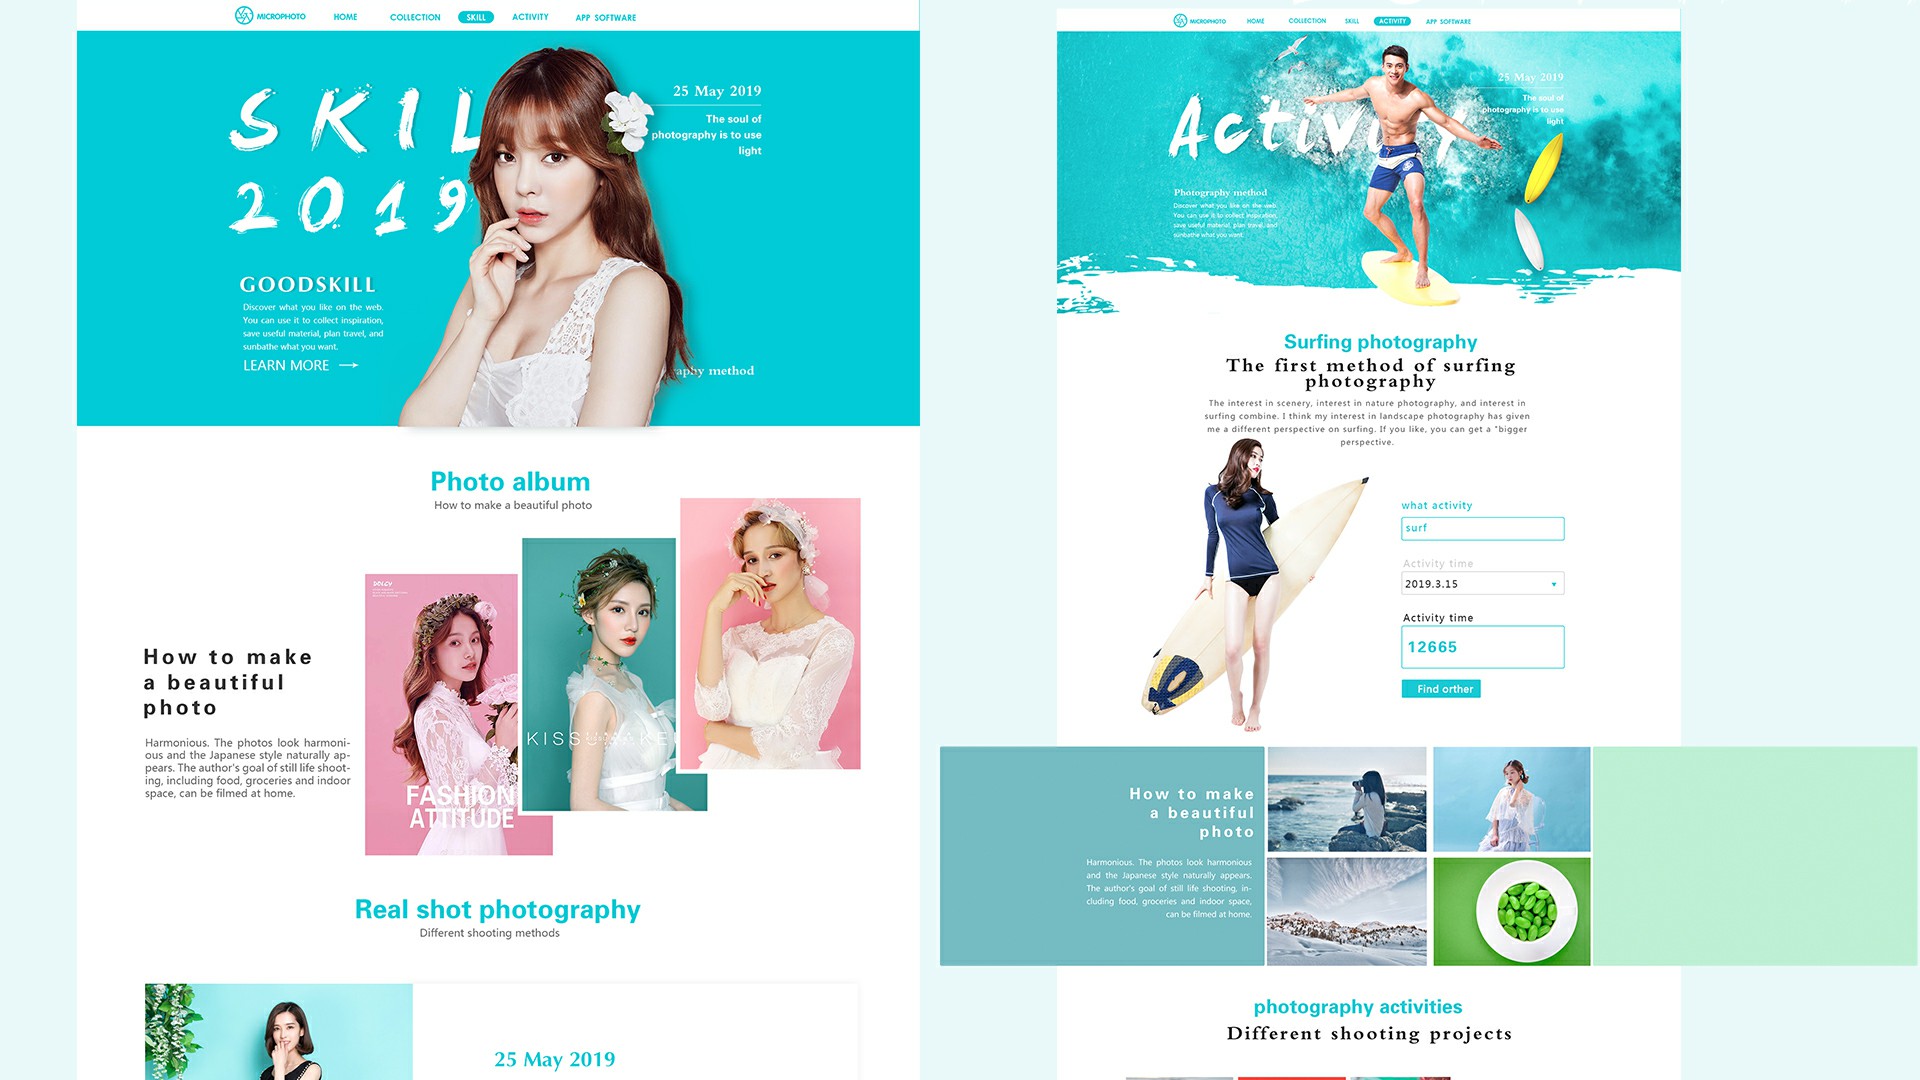 MICROPHOTO
HOME
COLLECTION
SKILL
ACTIVITY
APP SOFTWARE
SKIL
2019
25 May 2019
The soul of
photography is to use
light
GOODSKILL
Discover what you like on the web.
You can use it to collect inspiration,
save useful material, plan travel, and
sunbathe what you want.
LEARN MORE
aphy method
Photo album
How to make a beautiful photo
How to make
a beautiful
photo
Harmonious. The photos look harmoni-
ous and the Japanese style naturally ap-
pears. The author's goal of still life shoot-
ing, including food, groceries and indoor
space, can be filmed at home.
FASHION
ATTITUDE
Real shot photography
Different shooting methods
25 May 2019
MICROPHOTO
HOME
COLLECTION
SKILL
ACTIVITY
APP SOFTWARE
Activity
25 May 2019
The soul of
photography is to use
light
Photography method
Discover what you like on the web.
You can use it to collect inspiration,
save useful material, plan travel, and
sunbathe what you want.
Surfing photography
The first method of surfing
photography
The interest in scenery, interest in nature photography, and interest in
surfing combine. I think my interest in landscape photography has given
me a different perspective on surfing. If you like, you can get a "bigger
perspective.
what activity
surf
Activity time
2019.3.15
Activity time
12665
Find orther
How to make
a beautiful
photo
Harmonious. The photos look harmonious
and the Japanese style naturally appears.
The author's goal of still life shooting, in-
cluding food, groceries and indoor space,
can be filmed at home.
photography activities
Different shooting projects